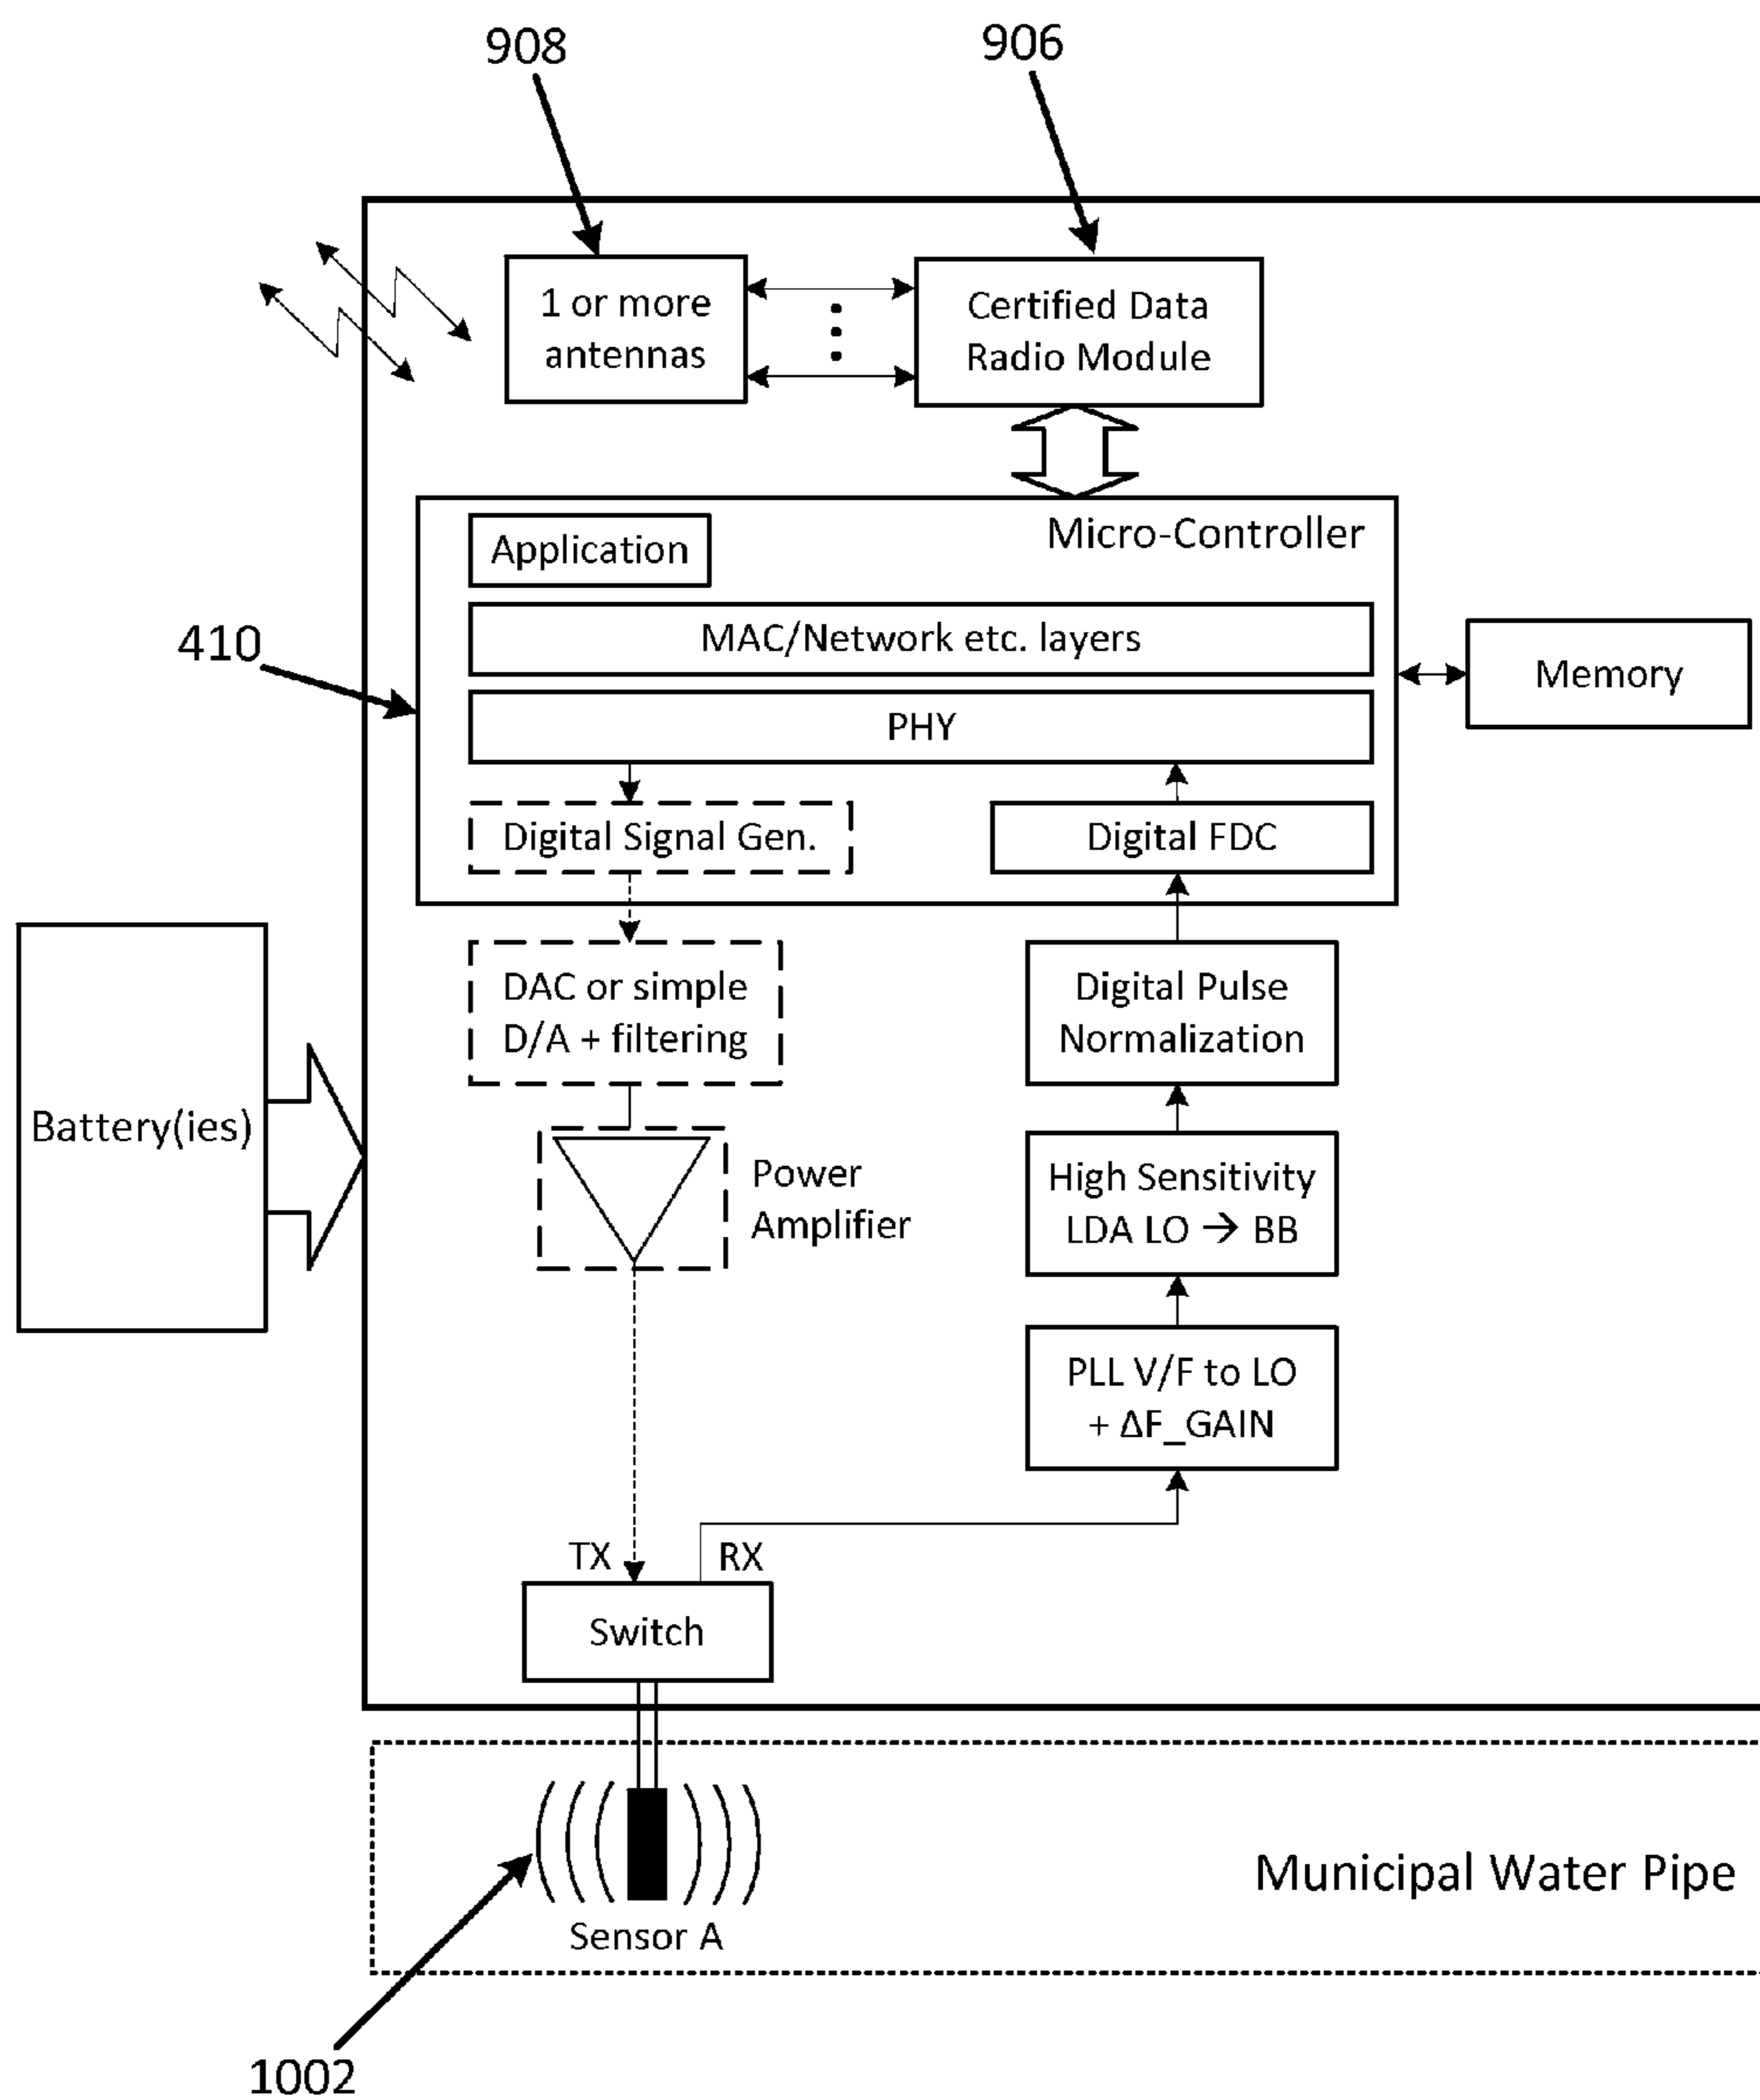 908
906
1 or more
antennas
Certified Data
Radio Module
Application
Micro-Controller
MAC/Network etc. layers
410
Memory
PHY
Digital Signal Gen.
Digital FDC
DAC or simple
D/A + filtering
Digital Pulse
Normalization
Battery(ies)
Power
Amplifier
High Sensitivity
LDA LO → BB
PLL V/F to LO
+ ΔF_GAIN
TX
RX
Switch
Municipal Water Pipe
Sensor A
1002